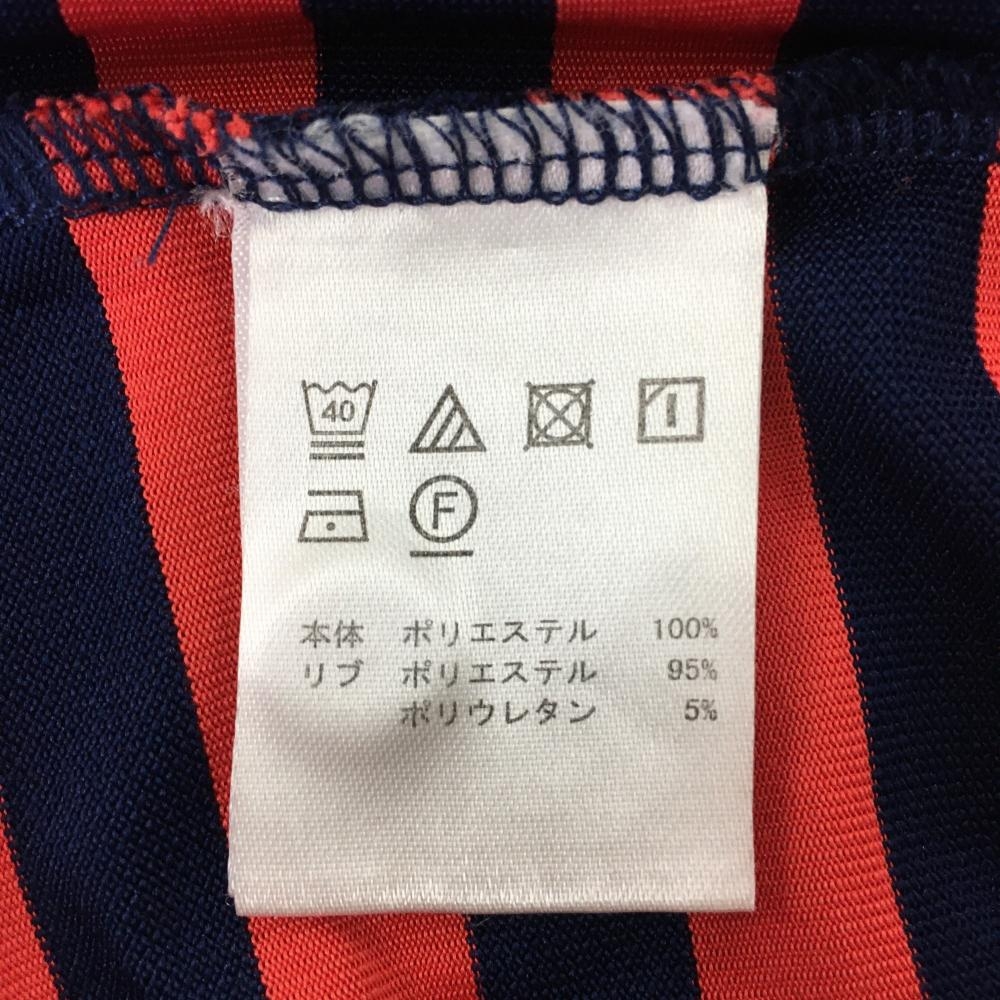 40
F
本体 ポリエステル 100%
リブ ポリエステル 95%
ポリウレタン 5%